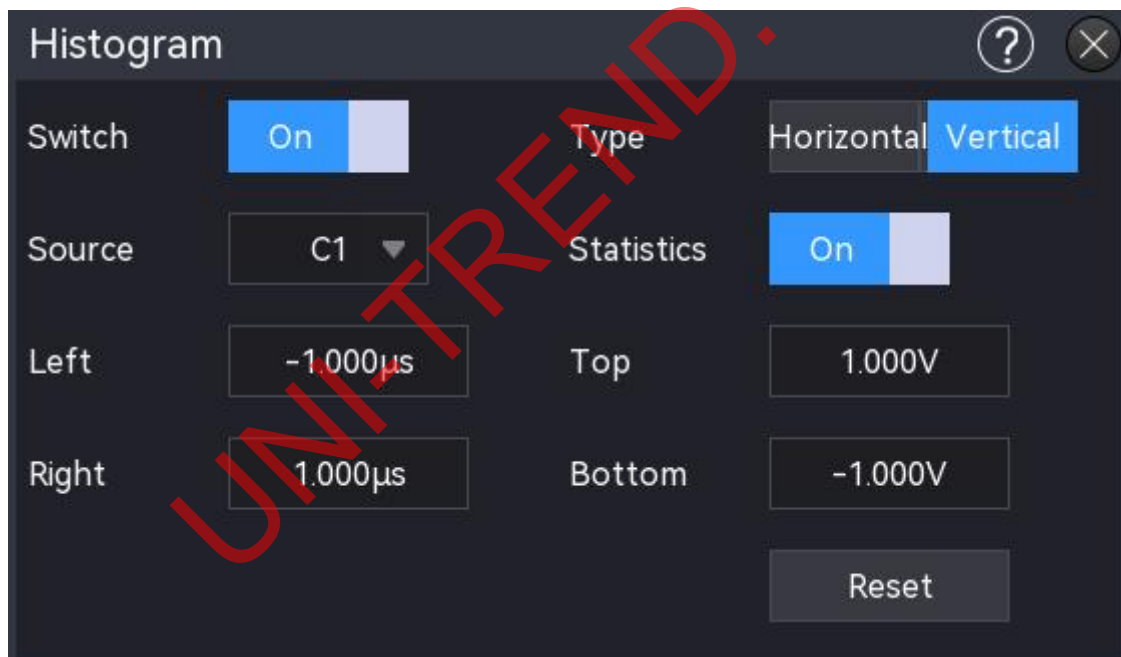 Histogram ?
Switch On Type Horizontal Vertical
Source C1 Statistics On
Left -1.000μs Top 1.000V
Right 1.000μs Bottom -1.000V
Reset
UNI-TREND.